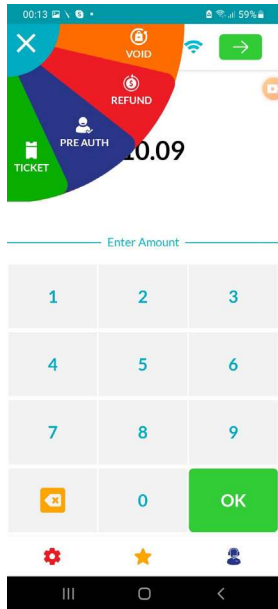 00:13
59%
VOID
REFUND
PRE AUTH
TICKET
0.09
Enter Amount
1 2 3
4 5 6
7 8 9
0 OK